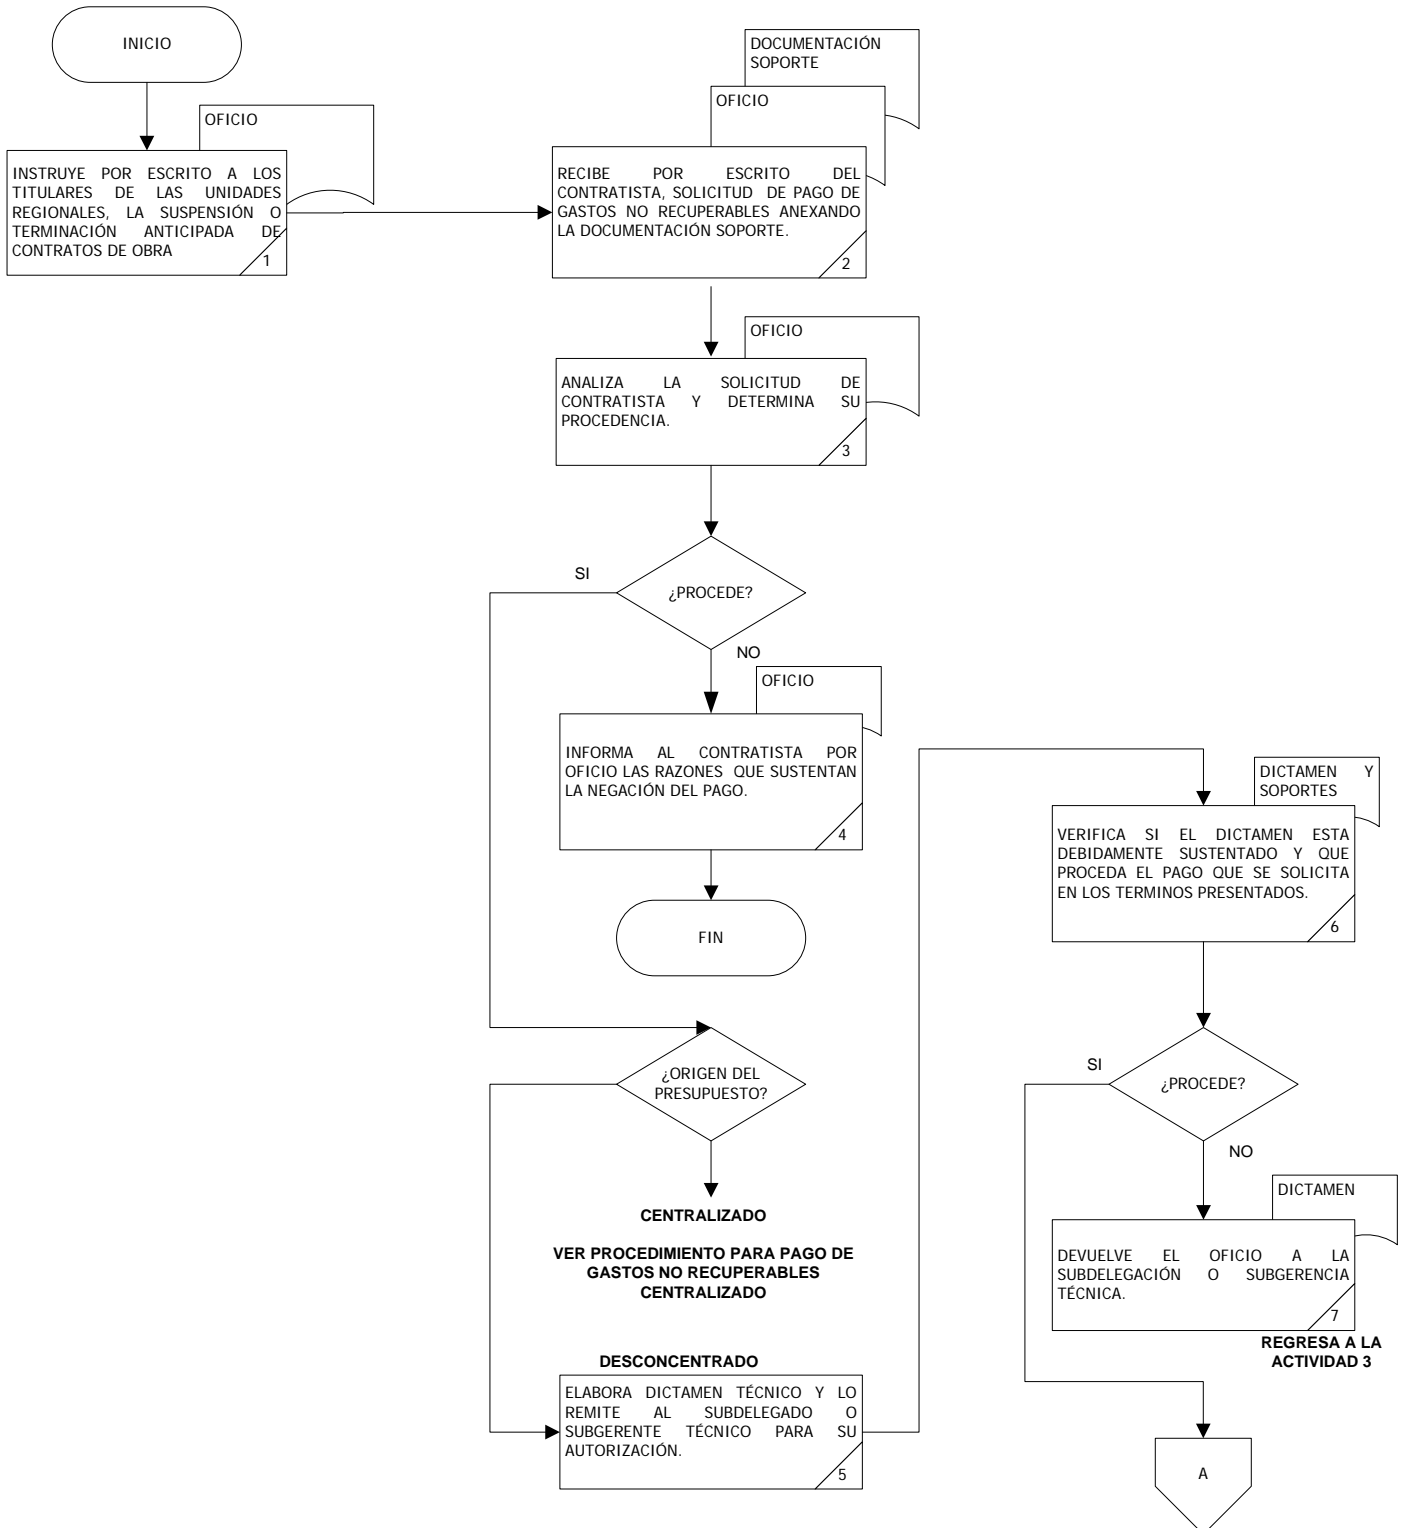 INICIO
OFICIO
INSTRUYE POR ESCRITO A LOS
TITULARES DE LAS UNIDADES
REGIONALES, LA SUSPENSIÓN O
TERMINACIÓN ANTICIPADA DE
CONTRATOS DE OBRA
1
DOCUMENTACIÓN
SOPORTE
OFICIO
RECIBE POR ESCRITO DEL
CONTRATISTA, SOLICITUD DE PAGO DE
GASTOS NO RECUPERABLES ANEXANDO
LA DOCUMENTACIÓN SOPORTE.
2
OFICIO
ANALIZA LA SOLICITUD DE
CONTRATISTA Y DETERMINA SU
PROCEDENCIA.
3
SI
¿PROCEDE?
NO
OFICIO
INFORMA AL CONTRATISTA POR
OFICIO LAS RAZONES QUE SUSTENTAN
LA NEGACIÓN DEL PAGO.
4
FIN
¿ORIGEN DEL
PRESUPUESTO?
CENTRALIZADO
VER PROCEDIMIENTO PARA PAGO DE
GASTOS NO RECUPERABLES
CENTRALIZADO
DESCONCENTRADO
ELABORA DICTAMEN TÉCNICO Y LO
REMITE AL SUBDELEGADO O
SUBGERENTE TÉCNICO PARA SU
AUTORIZACIÓN.
5
DICTAMEN Y
SOPORTES
VERIFICA SI EL DICTAMEN ESTA
DEBIDAMENTE SUSTENTADO Y QUE
PROCEDA EL PAGO QUE SE SOLICITA
EN LOS TERMINOS PRESENTADOS.
6
SI
¿PROCEDE?
NO
DICTAMEN
DEVUELVE EL OFICIO A LA
SUBDELEGACIÓN O SUBGERENCIA
TÉCNICA.
7
REGRESA A LA
ACTIVIDAD 3
A